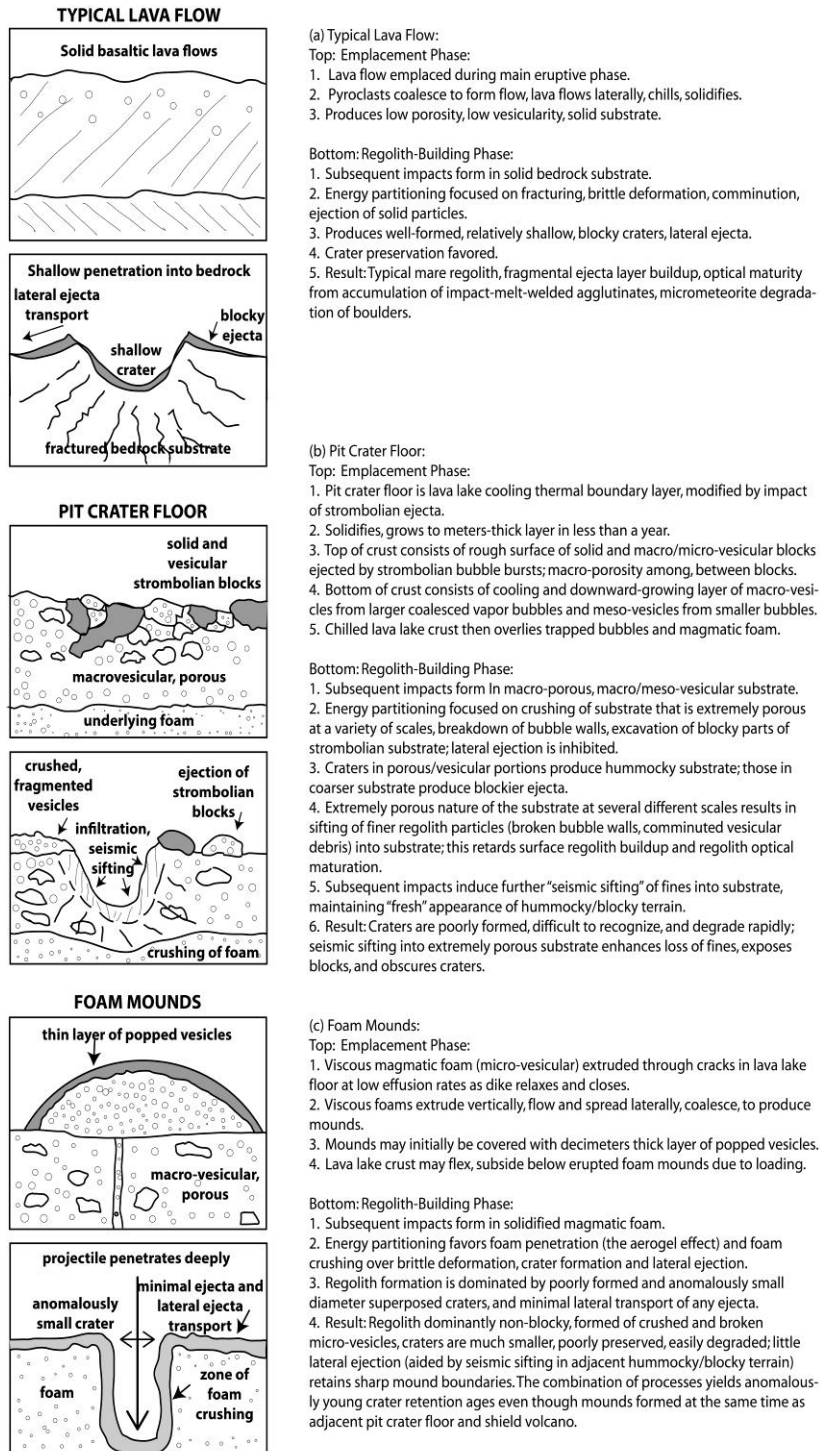 TYPICAL LAVA FLOW
Solid basaltic lava flows
Shallow penetration into bedrock
lateral ejecta
transport
blocky
ejecta
shallow
crater
fractured bedrock substrate
(a) Typical Lava Flow:
Top: Emplacement Phase:
1. Lava flow emplaced during main eruptive phase.
2. Pyroclasts coalesce to form flow, lava flows laterally, chills, solidifies.
3. Produces low porosity, low vesicularity, solid substrate.
Bottom: Regolith-Building Phase:
1. Subsequent impacts form in solid bedrock substrate.
2. Energy partitioning focused on fracturing, brittle deformation, comminution,
ejection of solid particles.
3. Produces well-formed, relatively shallow, blocky craters, lateral ejecta.
4. Crater preservation favored.
5. Result: Typical mare regolith, fragmental ejecta layer buildup, optical maturity
from accumulation of impact-melt-welded agglutinates, micrometeorite degrada-
tion of boulders.
PIT CRATER FLOOR
solid and
vesicular
strombolian blocks
macrovesicular, porous
underlying foam
crushed,
fragmented
vesicles
ejection of
strombolian
blocks
infiltration,
seismic
sifting
crushing of foam
(b) Pit Crater Floor:
Top: Emplacement Phase:
1. Pit crater floor is lava lake cooling thermal boundary layer, modified by impact
of strombolian ejecta.
2. Solidifies, grows to meters-thick layer in less than a year.
3. Top of crust consists of rough surface of solid and macro/micro-vesicular blocks
ejected by strombolian bubble bursts; macro-porosity among, between blocks.
4. Bottom of crust consists of cooling and downward-growing layer of macro-vesi-
cles from larger coalesced vapor bubbles and meso-vesicles from smaller bubbles.
5. Chilled lava lake crust then overlies trapped bubbles and magmatic foam.
Bottom: Regolith-Building Phase:
1. Subsequent impacts form In macro-porous, macro/meso-vesicular substrate.
2. Energy partitioning focused on crushing of substrate that is extremely porous
at a variety of scales, breakdown of bubble walls, excavation of blocky parts of
strombolian substrate; lateral ejection is inhibited.
3. Craters in porous/vesicular portions produce hummocky substrate; those in
coarser substrate produce blockier ejecta.
4. Extremely porous nature of the substrate at several different scales results in
sifting of finer regolith particles (broken bubble walls, comminuted vesicular
debris) into substrate; this retards surface regolith buildup and regolith optical
maturation.
5. Subsequent impacts induce further "seismic sifting" of fines into substrate,
maintaining "fresh" appearance of hummocky/blocky terrain.
6. Result: Craters are poorly formed, difficult to recognize, and degrade rapidly;
seismic sifting into extremely porous substrate enhances loss of fines, exposes
blocks, and obscures craters.
FOAM MOUNDS
thin layer of popped vesicles
macro-vesicular,
porous
projectile penetrates deeply
anomalously
small crater
minimal ejecta and
lateral ejecta
transport
foam
zone of
foam
crushing
(c) Foam Mounds:
Top: Emplacement Phase:
1. Viscous magmatic foam (micro-vesicular) extruded through cracks in lava lake
floor at low effusion rates as dike relaxes and closes.
2. Viscous foams extrude vertically, flow and spread laterally, coalesce, to produce
mounds.
3. Mounds may initially be covered with decimeters thick layer of popped vesicles.
4. Lava lake crust may flex, subside below erupted foam mounds due to loading.
Bottom: Regolith-Building Phase:
1. Subsequent impacts form in solidified magmatic foam.
2. Energy partitioning favors foam penetration (the aerogel effect) and foam
crushing over brittle deformation, crater formation and lateral ejection.
3. Regolith formation is dominated by poorly formed and anomalously small
diameter superposed craters, and minimal lateral transport of any ejecta.
4. Result: Regolith dominantly non-blocky, formed of crushed and broken
micro-vesicles, craters are much smaller, poorly preserved, easily degraded; little
lateral ejection (aided by seismic sifting in adjacent hummocky/blocky terrain)
retains sharp mound boundaries. The combination of processes yields anomalous-
ly young crater retention ages even though mounds formed at the same time as
adjacent pit crater floor and shield volcano.